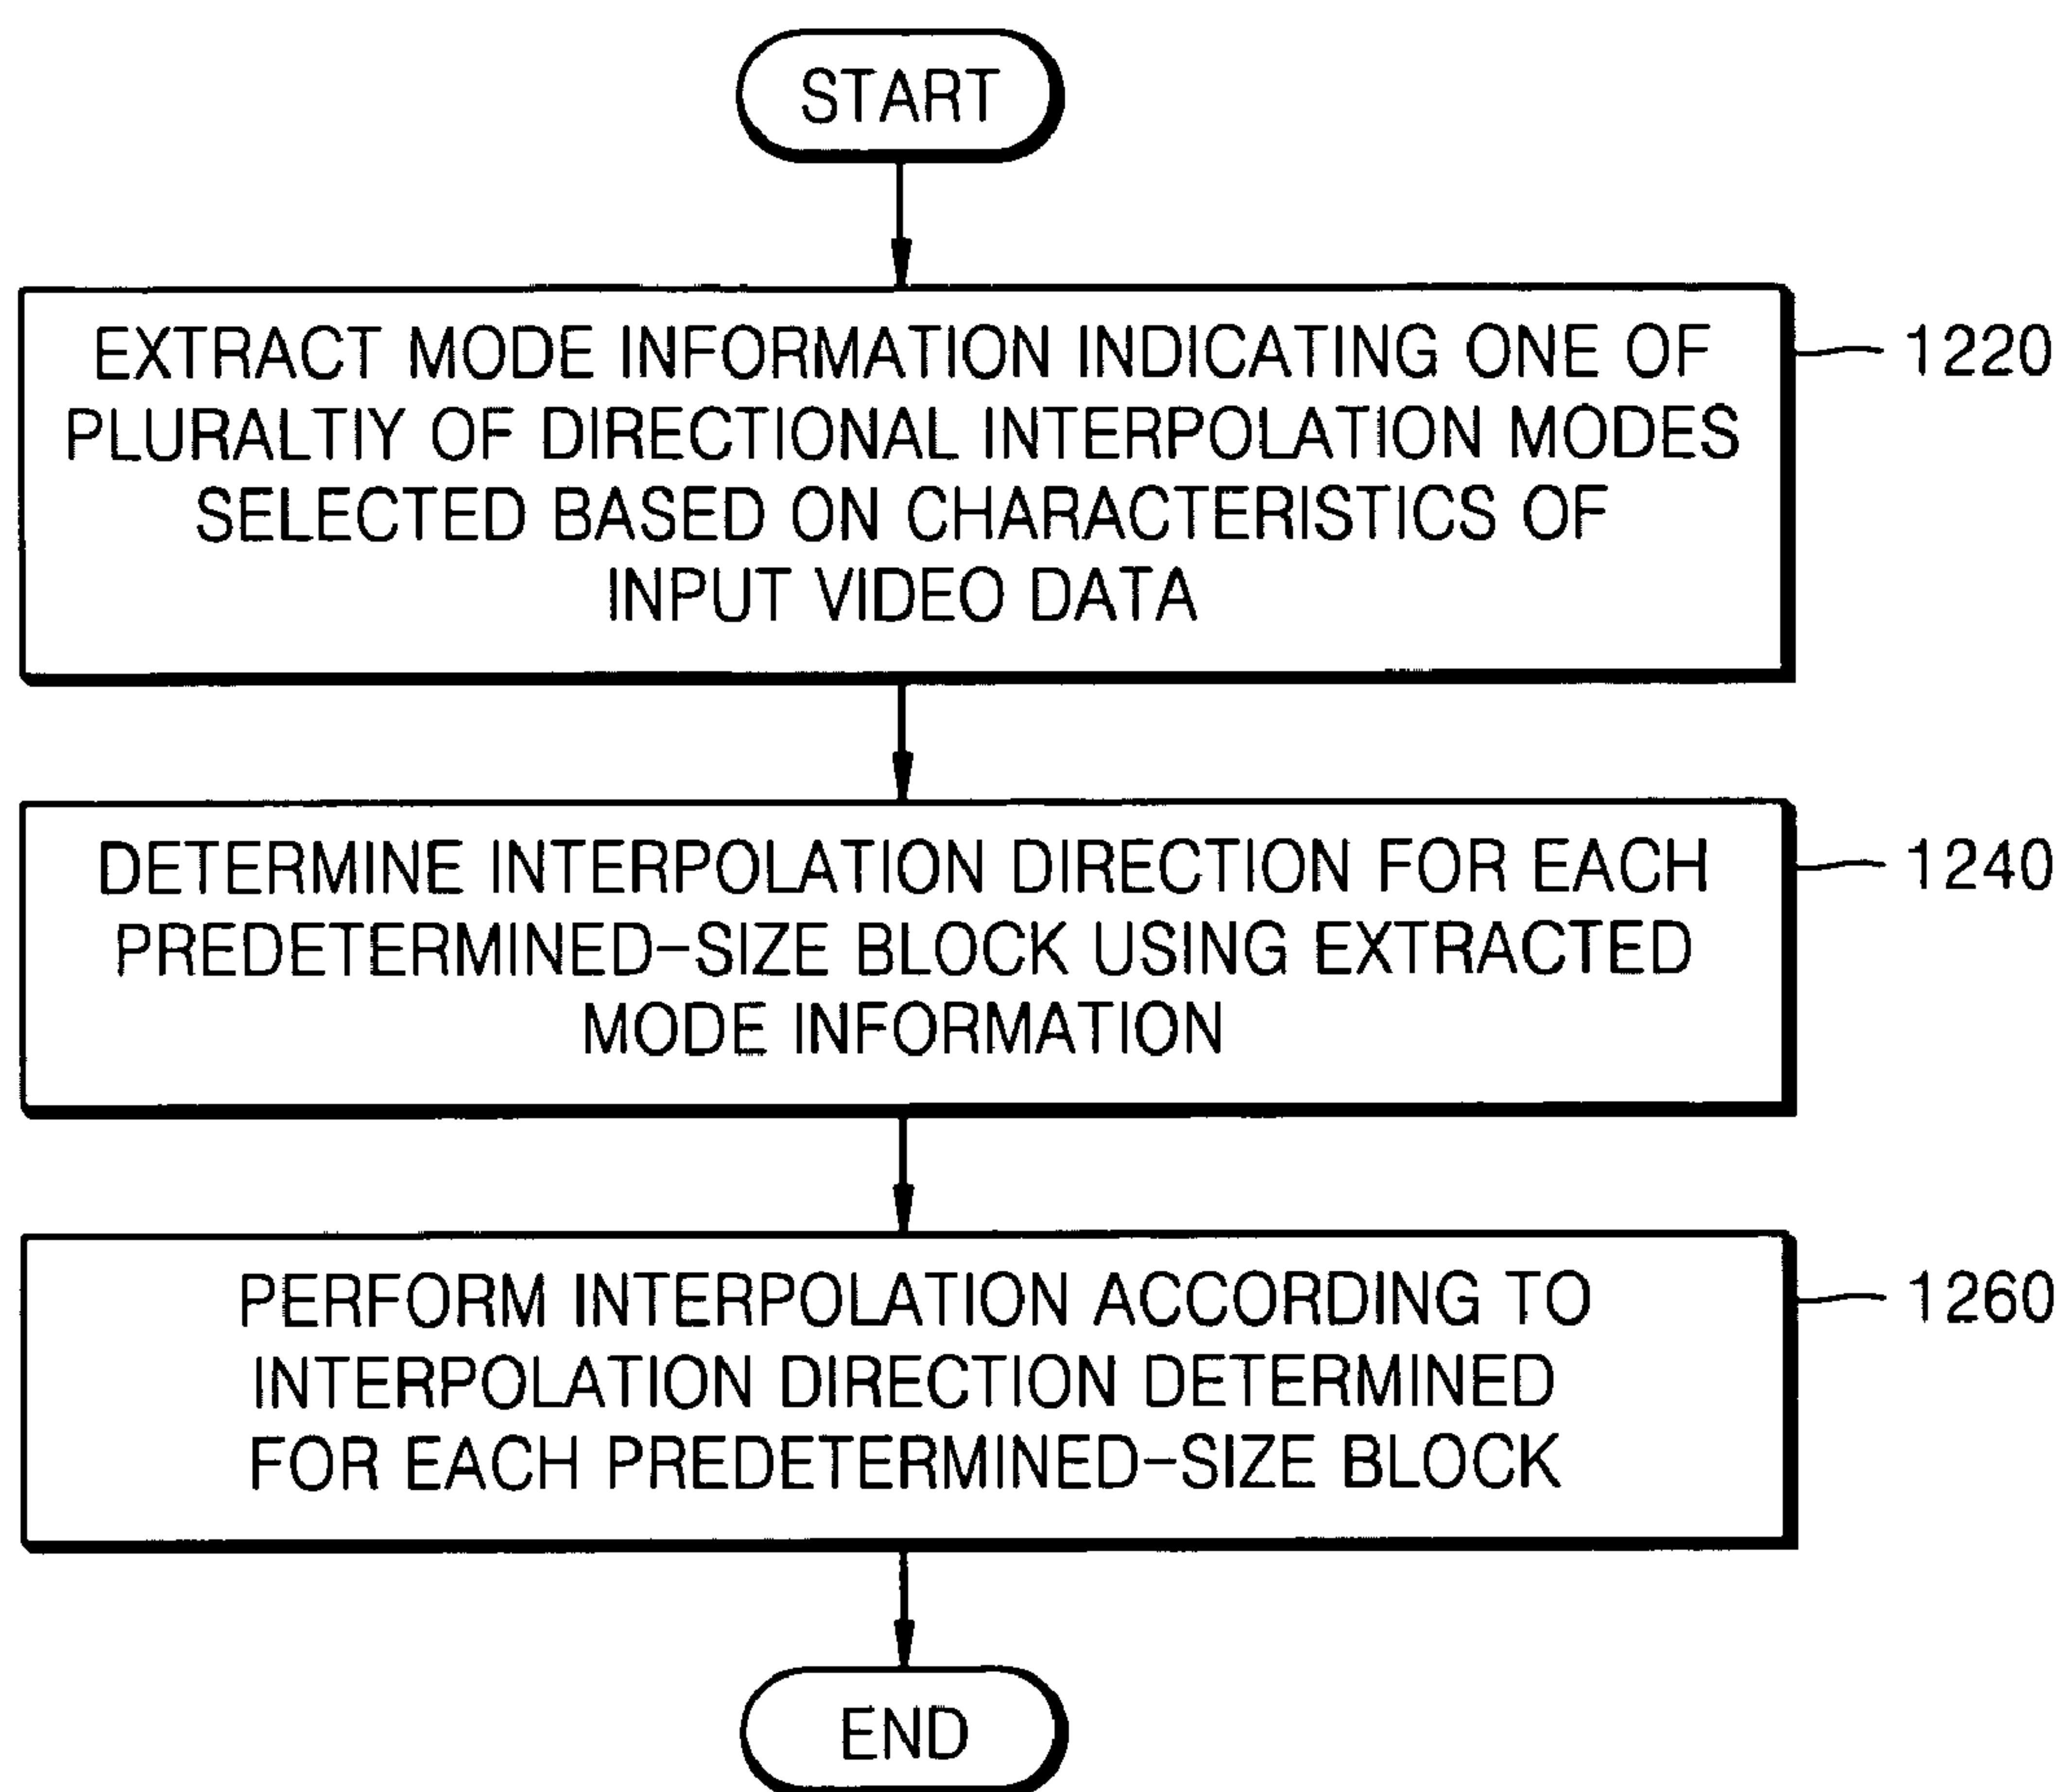 START
EXTRACT MODE INFORMATION INDICATING ONE OF
PLURALTIY OF DIRECTIONAL INTERPOLATION MODES
SELECTED BASED ON CHARACTERISTICS OF
INPUT VIDEO DATA
1220
DETERMINE INTERPOLATION DIRECTION FOR EACH
PREDETERMINED-SIZE BLOCK USING EXTRACTED
MODE INFORMATION
1240
PERFORM INTERPOLATION ACCORDING TO
INTERPOLATION DIRECTION DETERMINED
FOR EACH PREDETERMINED-SIZE BLOCK
1260
END